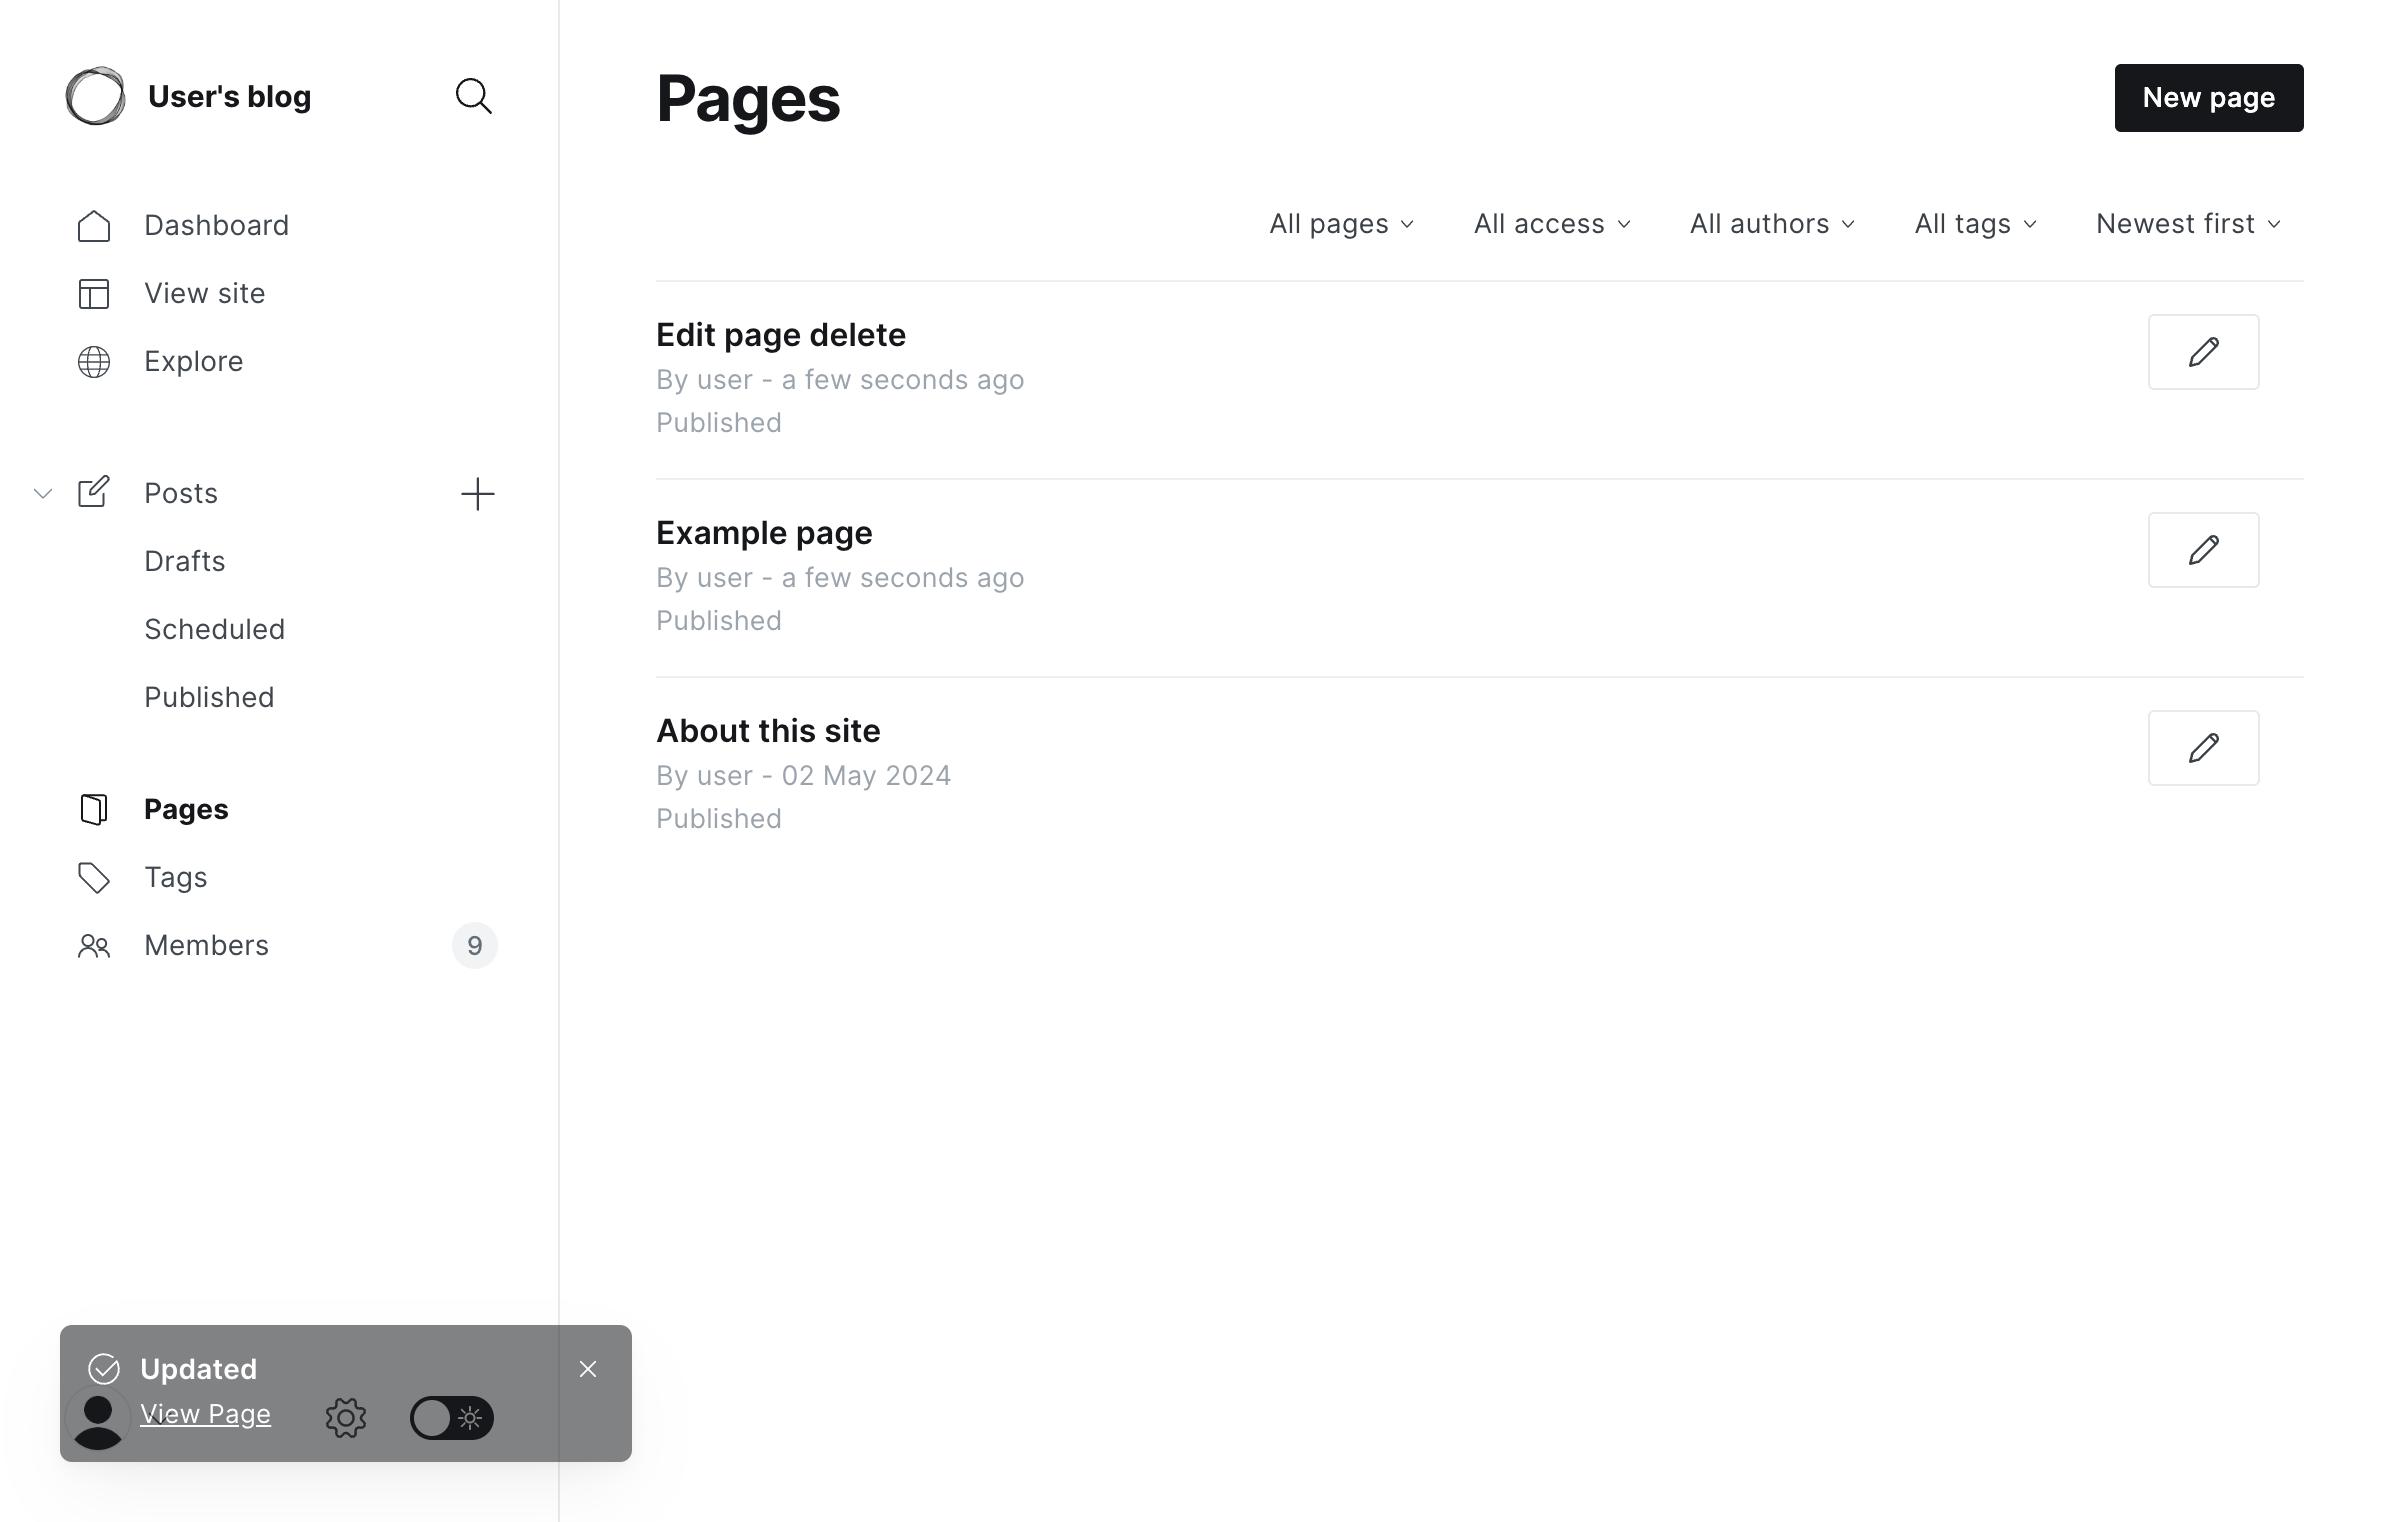 User's blog
Dashboard
View site
Explore
Posts
Drafts
Scheduled
Published
Pages
Tags
Members 9
Updated
View Page
Pages
New page
All pages All access All authors All tags Newest first
Edit page delete
By user - a few seconds ago
Published
Example page
By user - a few seconds ago
Published
About this site
By user - 02 May 2024
Published